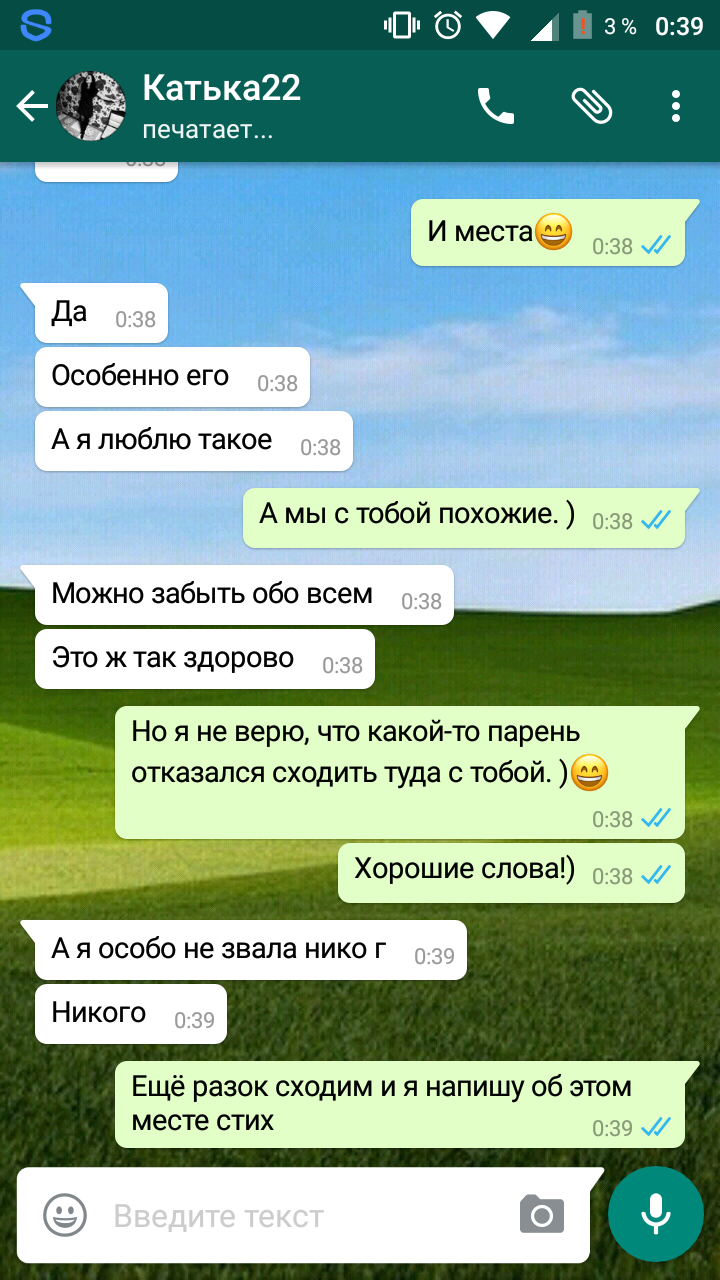 3 % 0:39
Катька22
печатает...
И места😄 0:38
Да 0:38
Особенно его 0:38
А я люблю такое 0:38
А мы с тобой похожие. ) 0:38
Можно забыть обо всем 0:38
Это ж так здорово 0:38
Но я не верю, что какой-то парень
отказался сходить туда с тобой. )😄
0:38
Хорошие слова!) 0:38
А я особо не звала нико г 0:39
Никого 0:39
Ещё разок сходим и я напишу об этом
месте стих 0:39
Введите текст